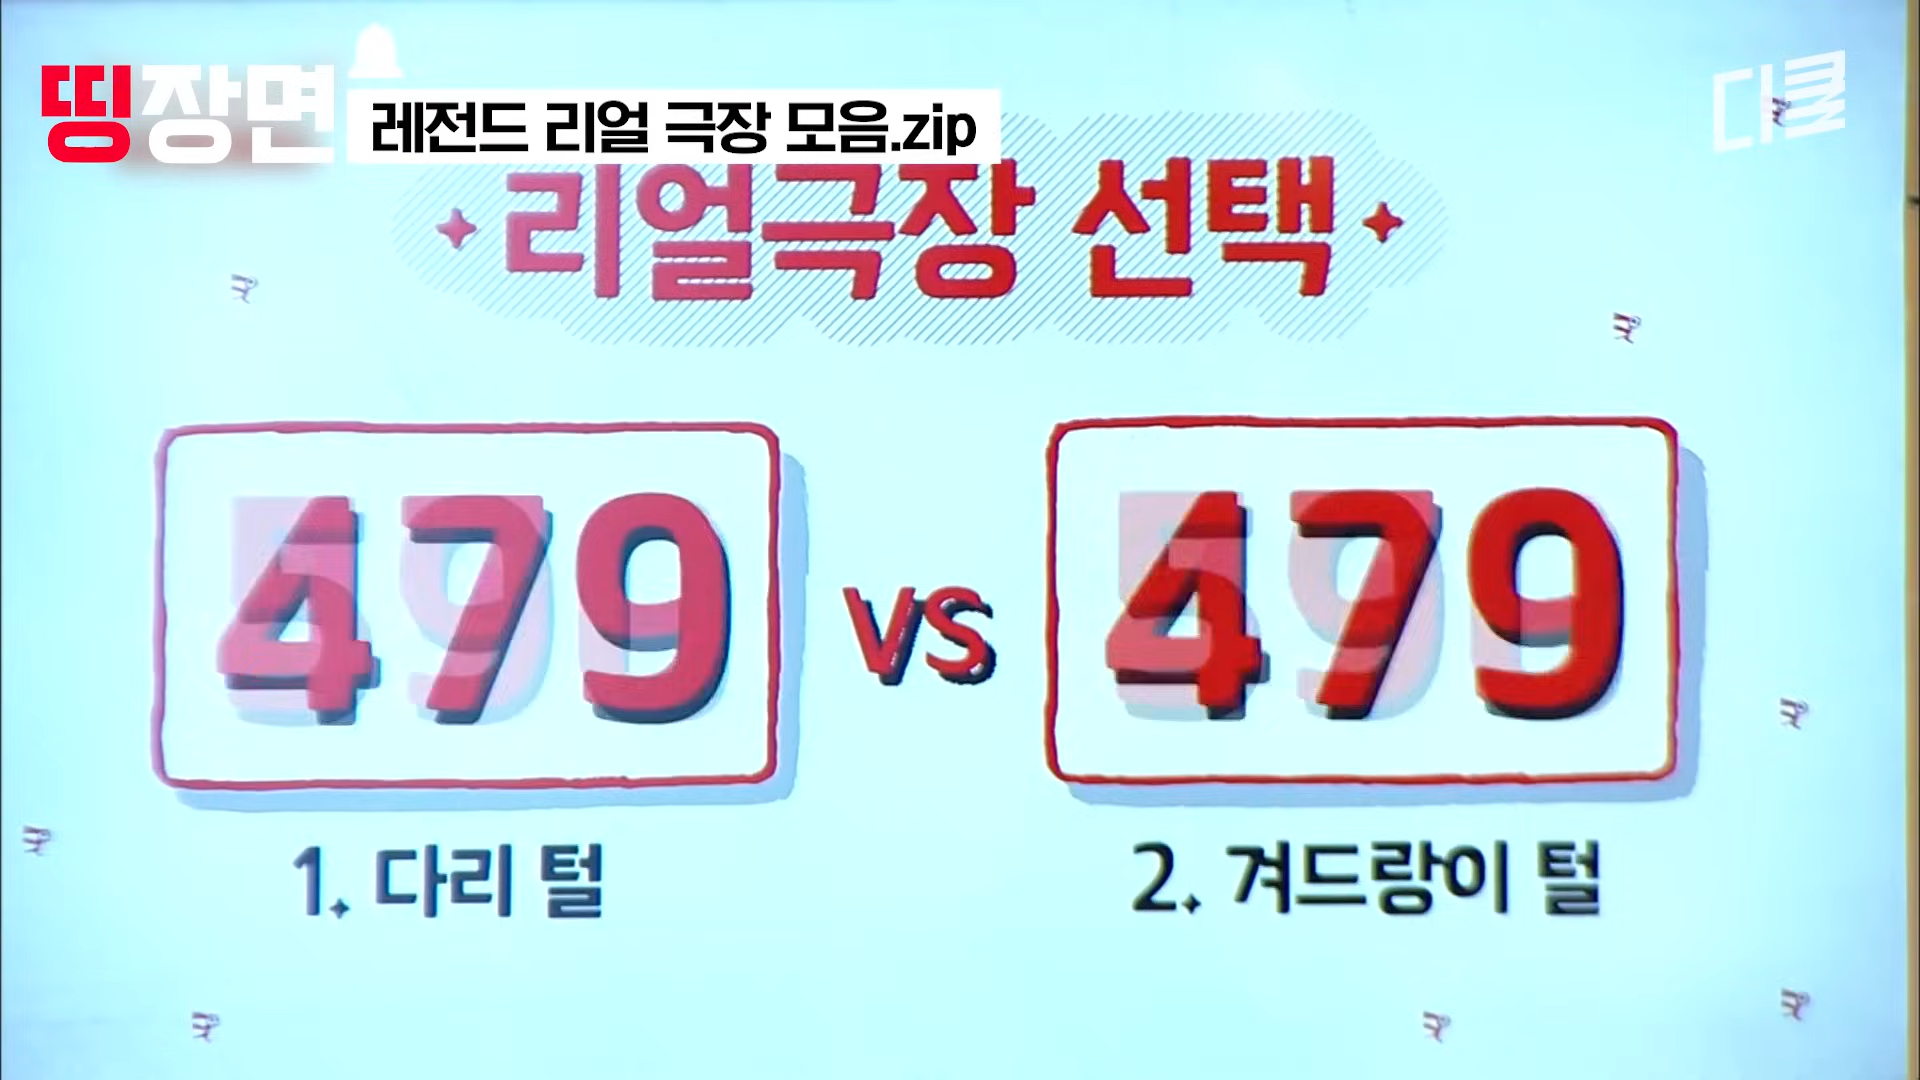 띵장면
레전드 리얼 극장 모음.zip
디클
리얼극장 선택
479 VS 479
1. 다리 털
2. 겨드랑이 털